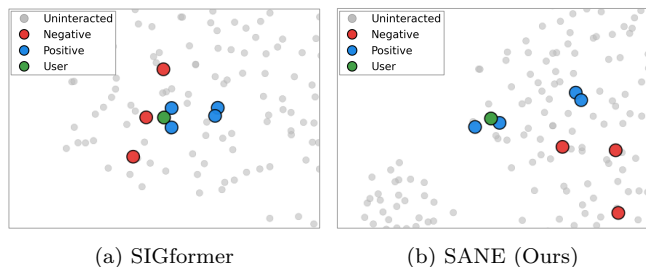 Uninteracted
Negative
Positive
User
Uninteracted
Negative
Positive
User
(a) SIGformer
(b) SANE (Ours)